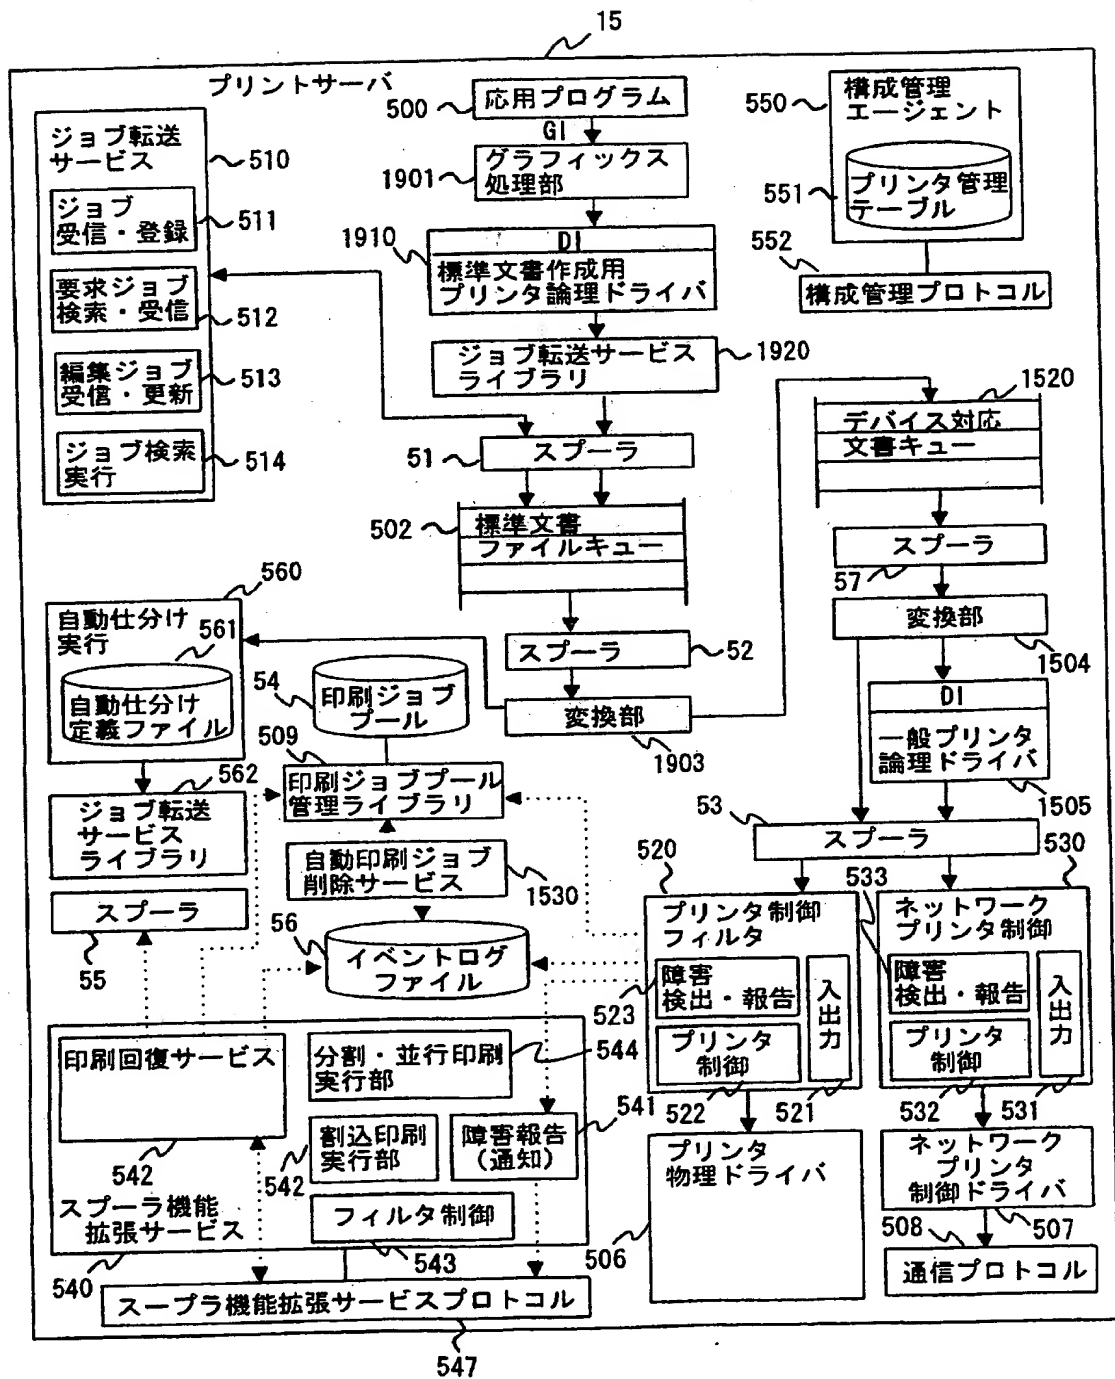 15
プリントサーバ
ジョブ転送
サービス
510
ジョブ
受信・登録
511
要求ジョブ
検索・受信
512
編集ジョブ
受信・更新
513
ジョブ検索
実行
514
500
応用プログラム
GI
1901
グラフィックス
処理部
1910
DI
標準文書作成用
プリンタ論理ドライバ
ジョブ転送サービス
ライブラリ
1920
51
スプーラ
502
標準文書
ファイルキュー
スプーラ
52
変換部
1903
550
構成管理
エージェント
551
プリンタ管理
テーブル
552
構成管理プロトコル
1520
デバイス対応
文書キュー
スプーラ
57
変換部
1504
DI
一般プリンタ
論理ドライバ
1505
53
スプーラ
560
自動仕分け
実行
561
自動仕分け
定義ファイル
562
ジョブ転送
サービス
ライブラリ
スプーラ
55
54
印刷ジョブ
プール
509
印刷ジョブプール
管理ライブラリ
自動印刷ジョブ
削除サービス
1530
56
イベントログ
ファイル
520
プリンタ制御
フィルタ
障害
検出・報告
523
プリンタ
制御
522
入出力
521
533
530
ネットワーク
プリンタ制御
障害
検出・報告
プリンタ
制御
532
入出力
531
印刷回復サービス
542
分割・並行印刷
実行部
544
割込印刷
実行部
542
障害報告
(通知)
541
フィルタ制御
543
スプーラ機能
拡張サービス
540
スープラ機能拡張サービスプロトコル
547
プリンタ
物理ドライバ
506
ネットワーク
プリンタ
制御ドライバ
507
508
通信プロトコル